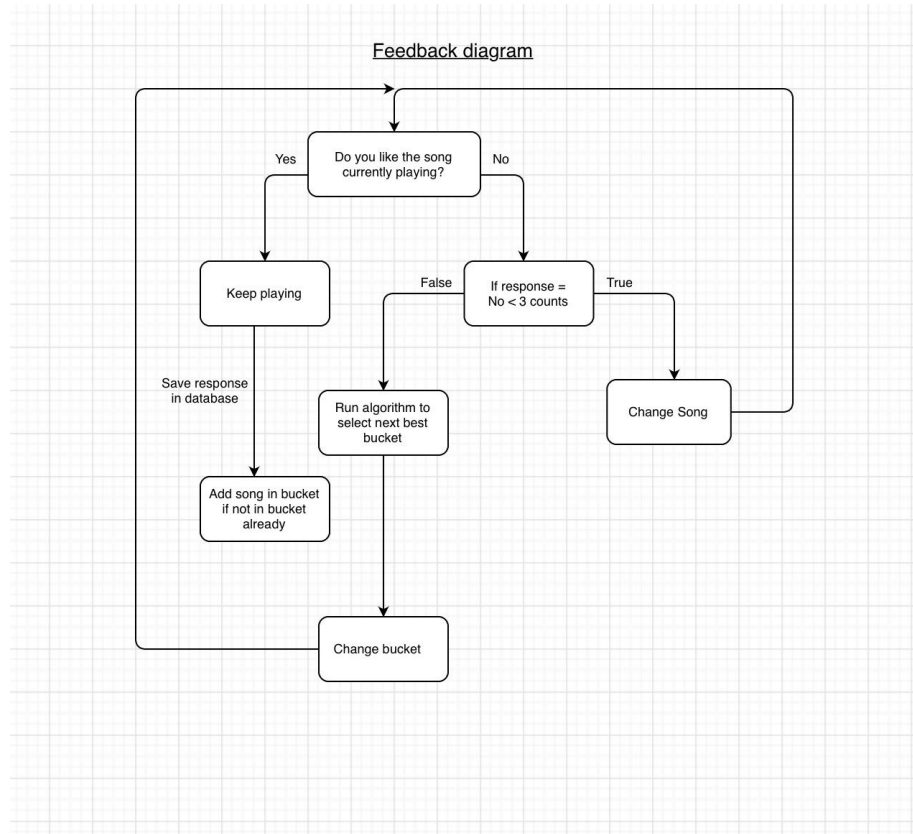 Feedback diagram
Do you like the song
currently playing?
Yes
No
Keep playing
If response =
No < 3 counts
False
True
Save response
in database
Run algorithm to
select next best
bucket
Change Song
Add song in bucket
if not in bucket
already
Change bucket